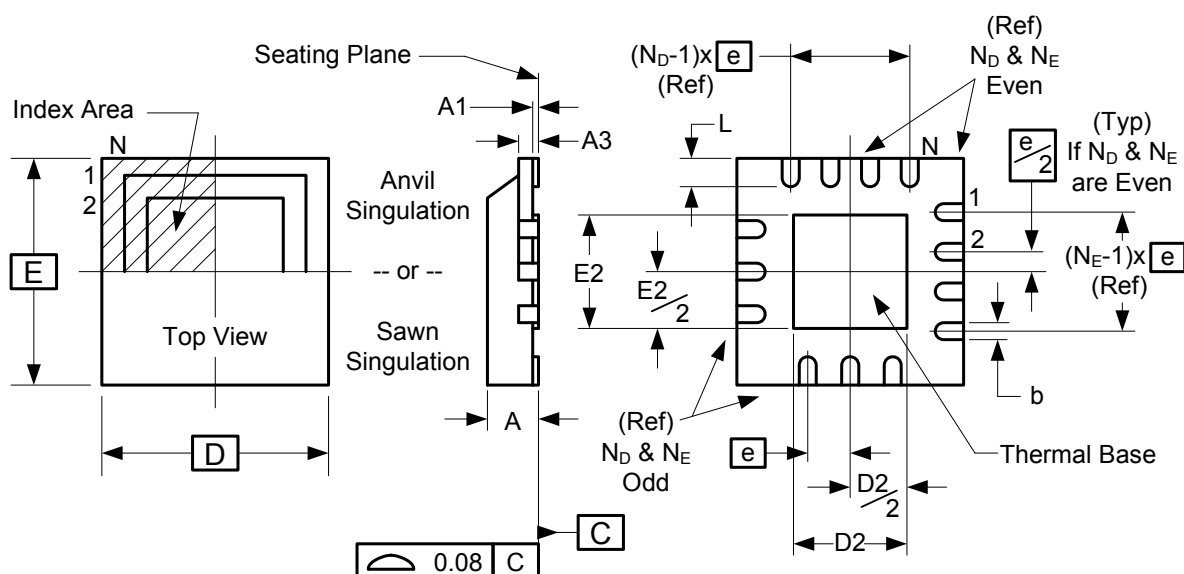 Seating Plane
Index Area
A1
A3
N
1
2
E
Top View
D
Anvil
Singulation
-- or --
Sawn
Singulation
A
C
0.08 C
(N_D-1)x e
(Ref)
L
(Ref)
N_D & N_E
Even
N
(Typ)
If N_D & N_E
are Even
e/2
1
2
(N_E-1)x e
(Ref)
E2
E2/2
b
(Ref)
N_D & N_E
Odd
e
Thermal Base
D2/2
D2